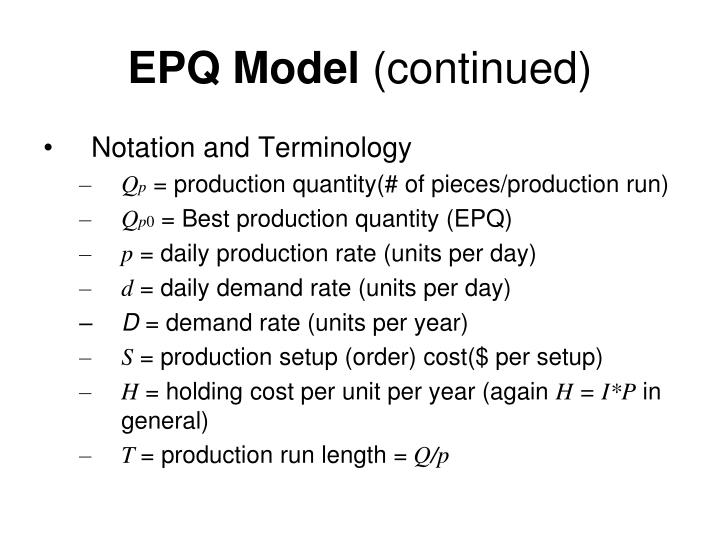 EPQ Model (continued)
• Notation and Terminology
– Qp = production quantity(# of pieces/production run)
– Qp0 = Best production quantity (EPQ)
– p = daily production rate (units per day)
– d = daily demand rate (units per day)
– D = demand rate (units per year)
– S = production setup (order) cost($ per setup)
– H = holding cost per unit per year (again H = I*P in
general)
– T = production run length = Q/p